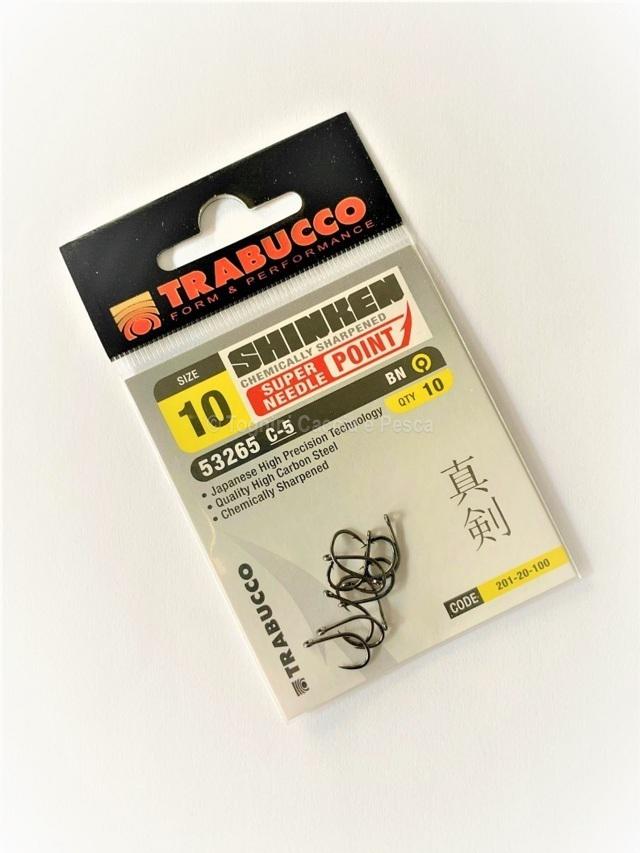 TRABUCCO
FORM & PERFORMANCE
SIZE
10
SHINKEN
CHEMICALLY SHARPENED
SUPER
NEEDLE
POINT
BN
53265 C-5
QTY 10
• Japanese High Precision Technology
• Quality High Carbon Steel
• Chemically Sharpened
真剣
TRABUCCO
CODE 201-20-100
Pesca